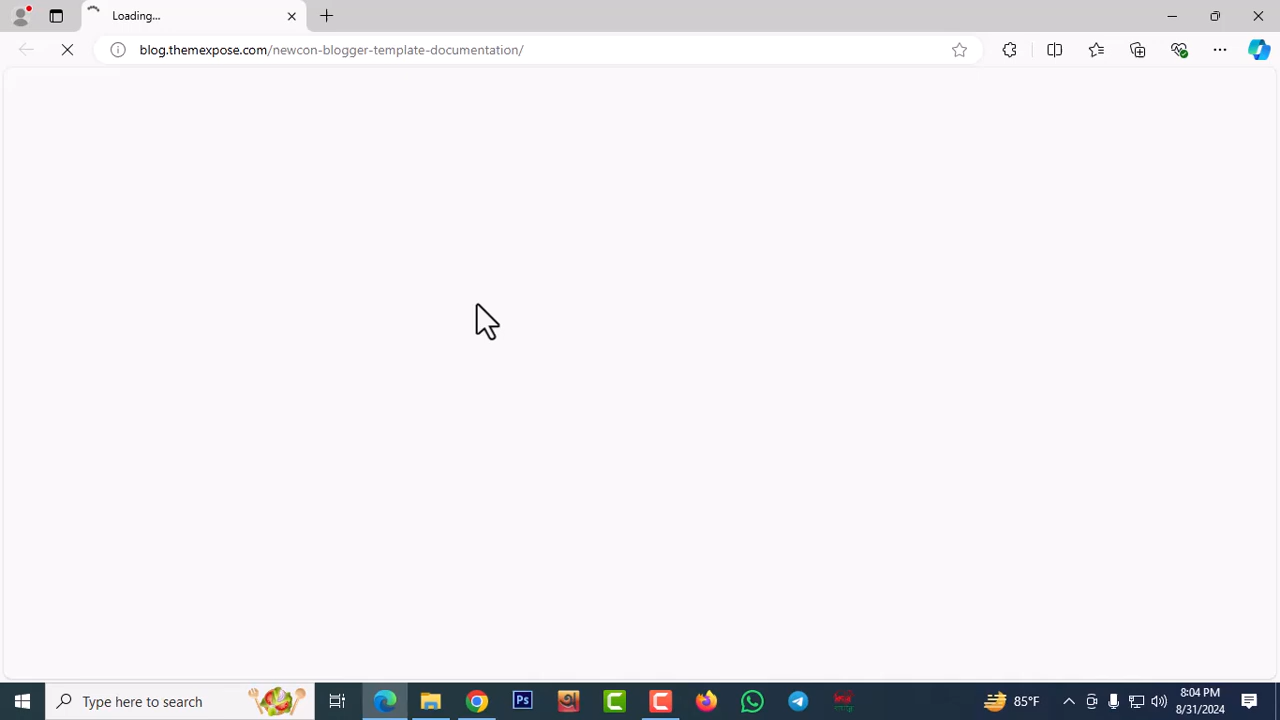 Loading...
blog.themexpose.com/newcon-blogger-template-documentation/
Type here to search
Ps
85°F
8:04 PM
8/31/2024